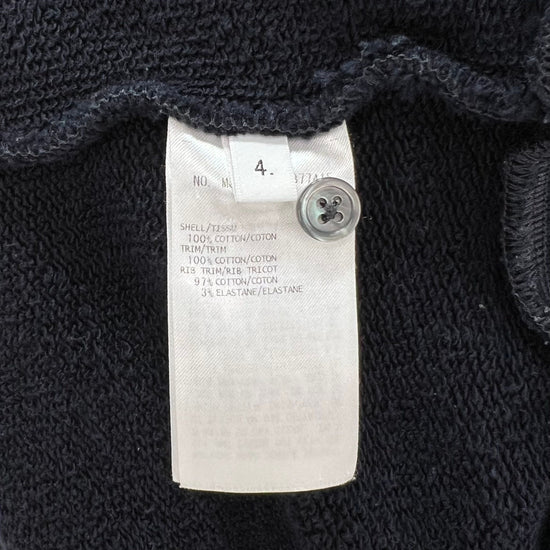 4.
NO.
SHELL/TISSU
100% COTTON/COTON
TRIM/TRIM
100% COTTON/COTON
RIB TRIM/RIB TRICOT
97% COTTON/COTON
3% ELASTANE/ELASTANE